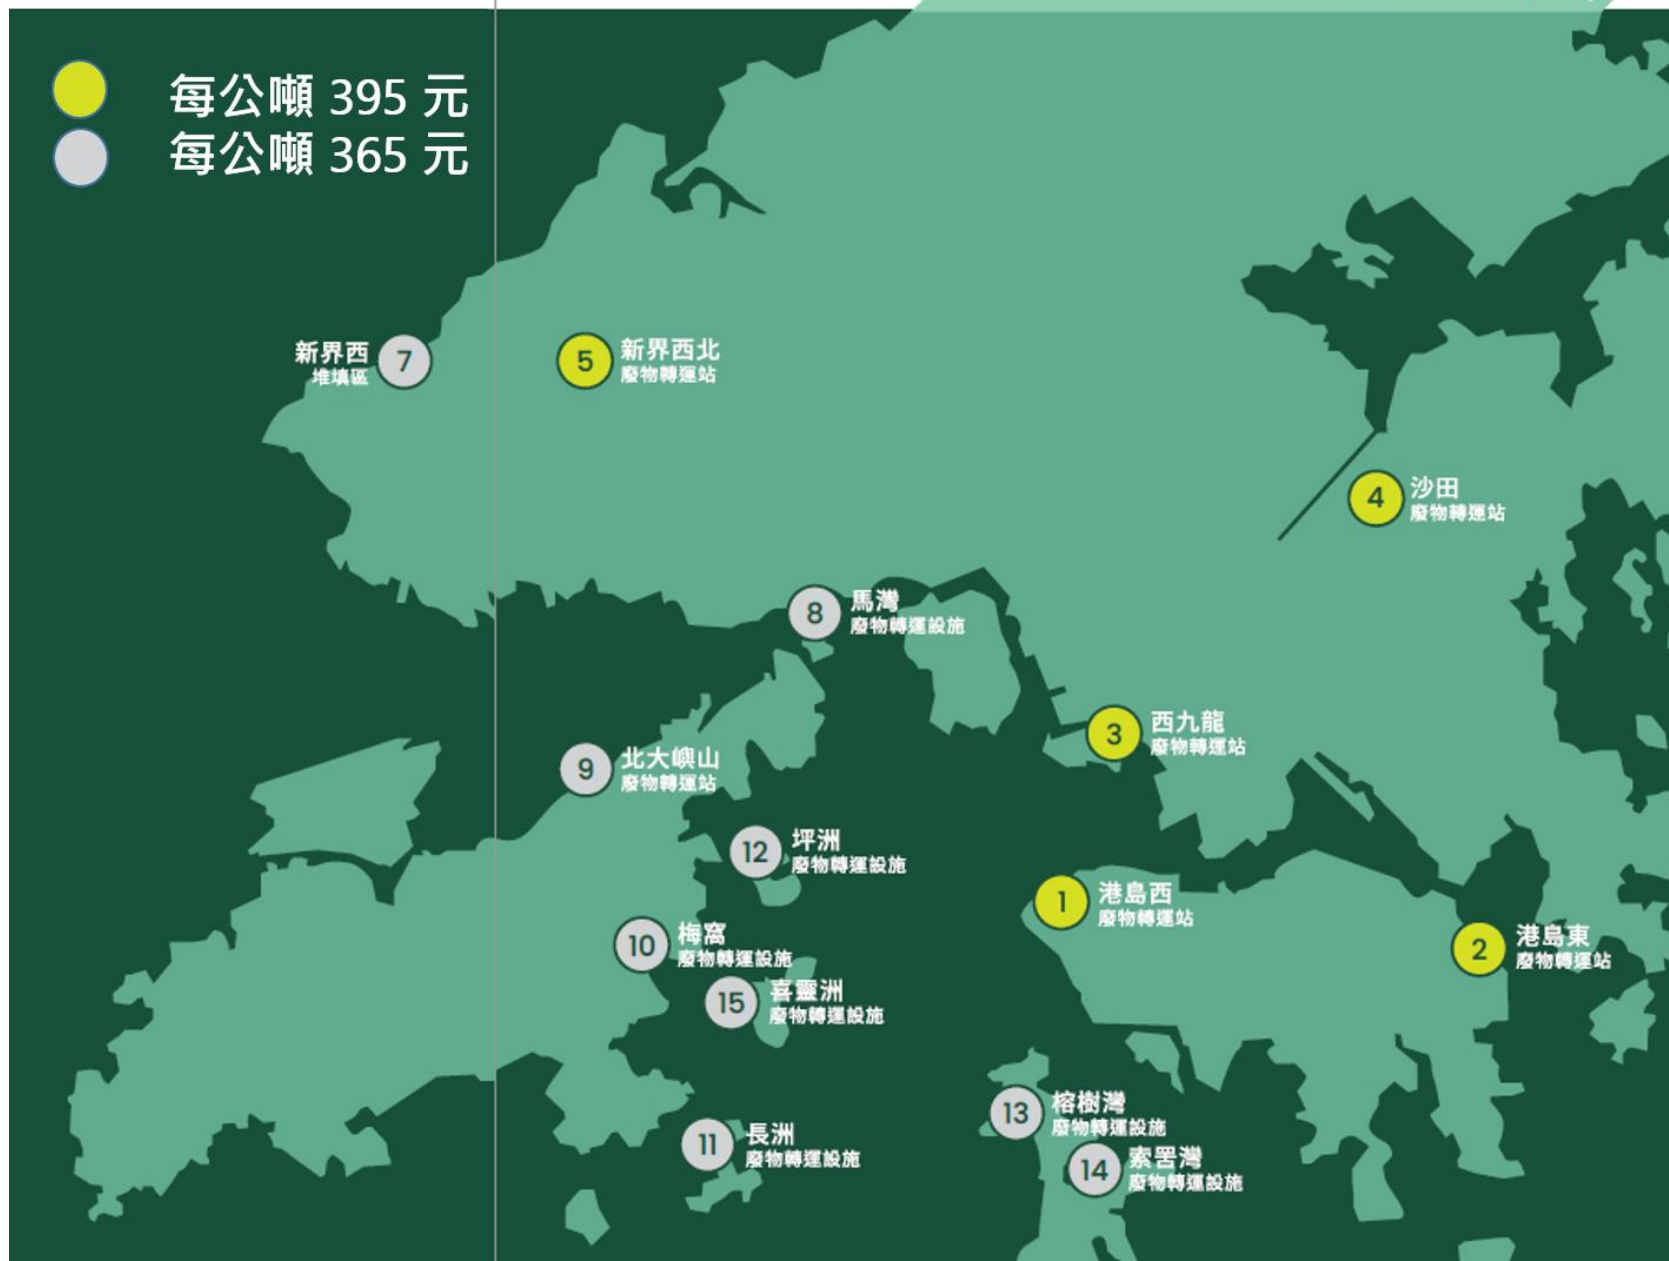 每公噸 395 元
每公噸 365 元
新界西
堆填區
7
5
新界西北
廢物轉運站
4
沙田
廢物轉運站
8
馬灣
廢物轉運設施
3
西九龍
廢物轉運站
9
北大嶼山
廢物轉運站
12
坪洲
廢物轉運設施
1
港島西
廢物轉運站
2
港島東
廢物轉運站
10
梅窩
廢物轉運設施
15
喜靈洲
廢物轉運設施
13
榕樹灣
廢物轉運設施
11
長洲
廢物轉運設施
14
索罟灣
廢物轉運設施